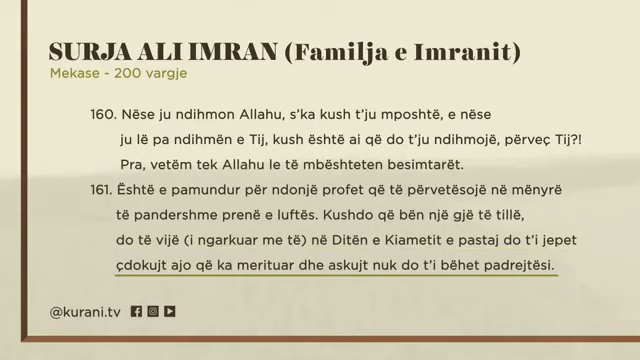 SURJA ALI IMRAN (Familja e Imranit)
Mekase - 200 vargje
160. Nëse ju ndihmon Allahu, s'ka kush t'ju mposhtë, e nëse
ju lë pa ndihmën e Tij, kush është ai që do t'ju ndihmojë, përveç Tij?!
Pra, vetëm tek Allahu le të mbështeten besimtarët.
161. Është e pamundur për ndonjë profet që të përvetësojë në mënyrë
të pandershme prenë e luftës. Kushdo që bën një gjë të tillë,
do të vijë (i ngarkuar me të) në Ditën e Kiametit e pastaj do t'i jepet
çdokujt ajo që ka merituar dhe askujt nuk do t'i bëhet padrejtësi.
@kurani.tv